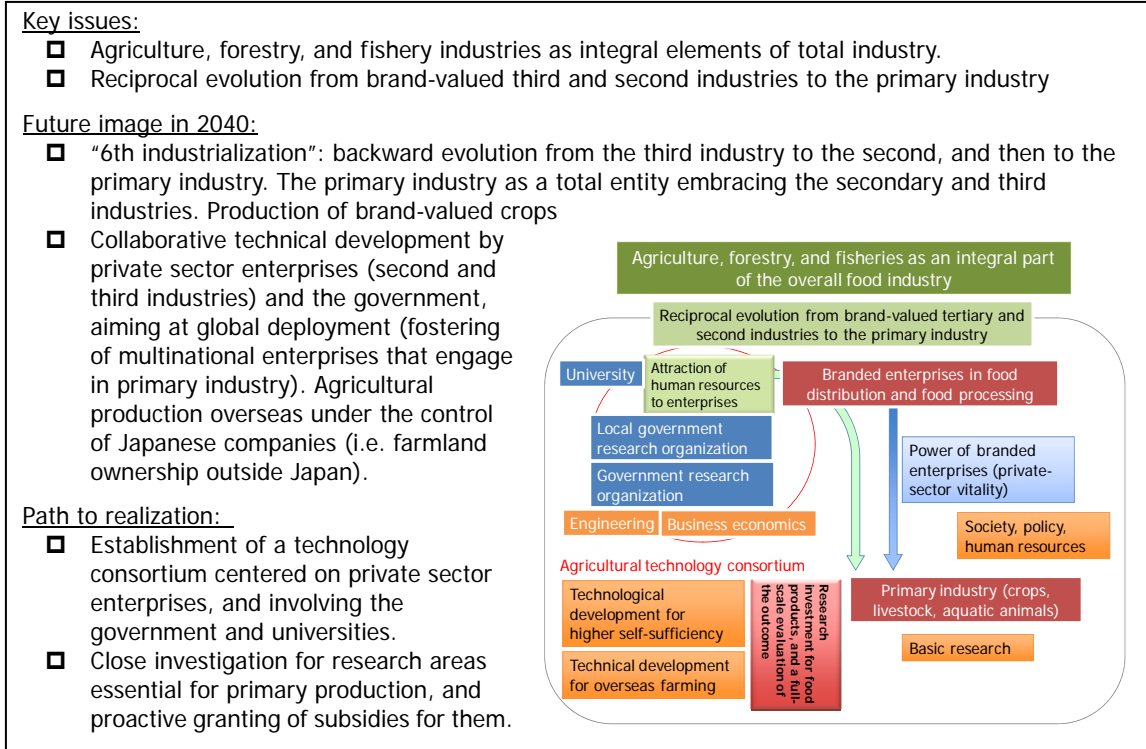 Key issues:
Agriculture, forestry, and fishery industries as integral elements of total industry.
Reciprocal evolution from brand-valued third and second industries to the primary industry
Future image in 2040:
“6th industrialization”: backward evolution from the third industry to the second, and then to the
primary industry. The primary industry as a total entity embracing the secondary and third
industries. Production of brand-valued crops
Collaborative technical development by
private sector enterprises (second and
third industries) and the government,
aiming at global deployment (fostering
of multinational enterprises that engage
in primary industry). Agricultural
production overseas under the control
of Japanese companies (i.e. farmland
ownership outside Japan).
Path to realization:
Establishment of a technology
consortium centered on private sector
enterprises, and involving the
government and universities.
Close investigation for research areas
essential for primary production, and
proactive granting of subsidies for them.
Agriculture, forestry, and fisheries as an integral part
of the overall food industry
Reciprocal evolution from brand-valued tertiary and
second industries to the primary industry
University
Attraction of
human resources
to enterprises
Branded enterprises in food
distribution and food processing
Local government
research organization
Government research
organization
Power of branded
enterprises (private-
sector vitality)
Engineering
Business economics
Society, policy,
human resources
Agricultural technology consortium
Technological
development for
higher self-sufficiency
Technical development
for overseas farming
Research
investment for food
products, and a full-
scale evaluation of
the outcome
Primary industry (crops,
livestock, aquatic animals)
Basic research